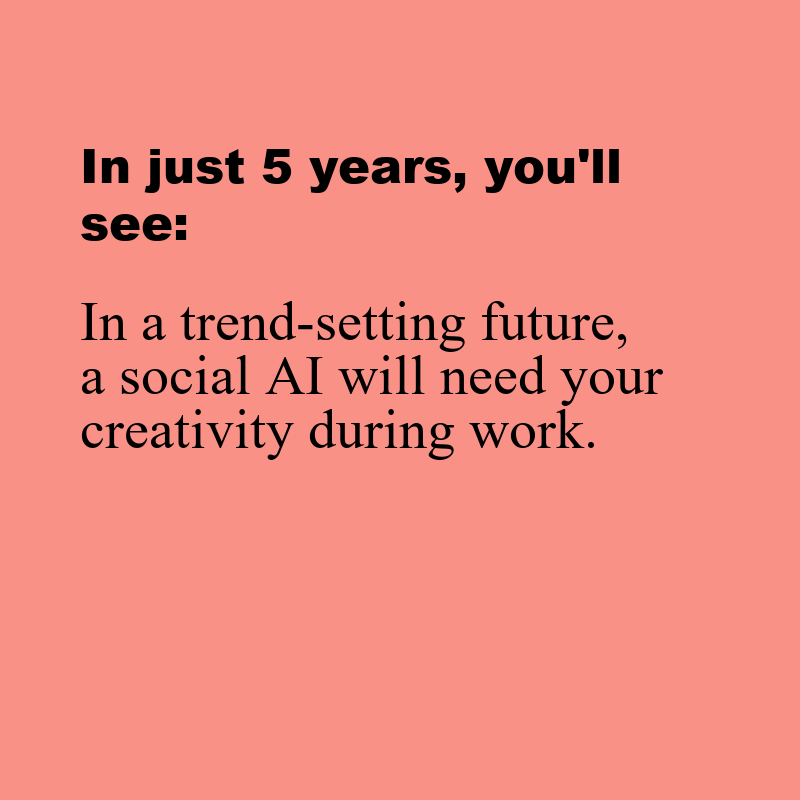 In just 5 years, you'll
see:
In a trend-setting future,
a social AI will need your
creativity during work.